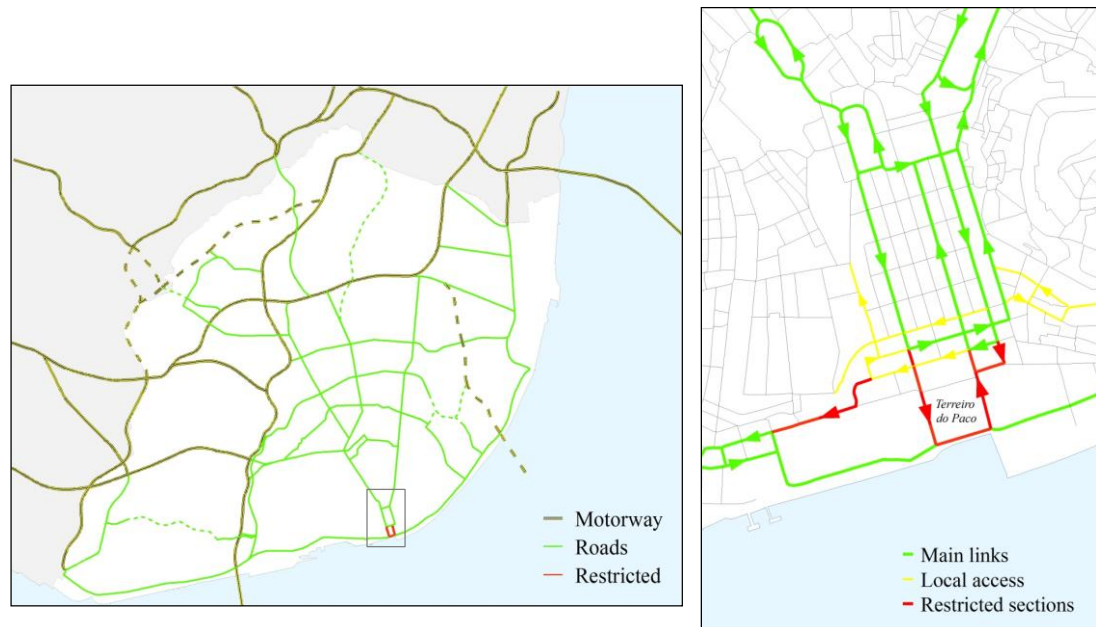 Motorway
Roads
Restricted
Terreiro
do Paco
Main links
Local access
Restricted sections